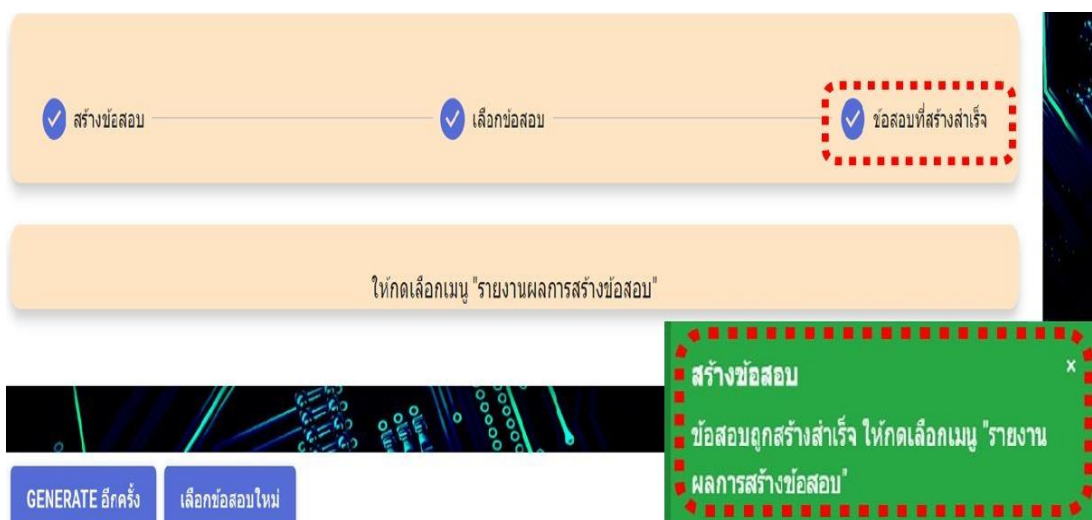 สร้างข้อสอบ
เลือกข้อสอบ
ข้อสอบที่สร้างสำเร็จ
ให้กดเลือกเมนู "รายงานผลการสร้างข้อสอบ"
สร้างข้อสอบ ×
ข้อสอบถูกสร้างสำเร็จ ให้กดเลือกเมนู "รายงาน
ผลการสร้างข้อสอบ"
GENERATE อีกครั้ง
เลือกข้อสอบใหม่